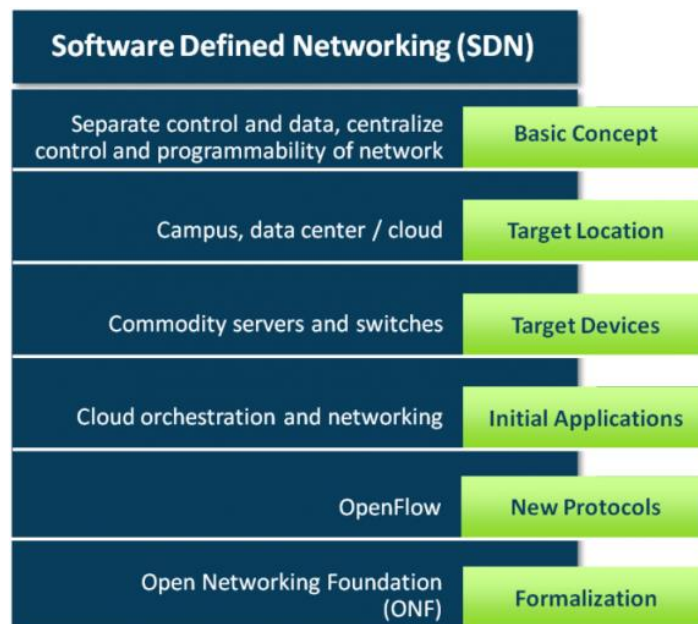 Software Defined Networking (SDN)
Separate control and data, centralize
control and programmability of network
Basic Concept
Campus, data center / cloud
Target Location
Commodity servers and switches
Target Devices
Cloud orchestration and networking
Initial Applications
OpenFlow
New Protocols
Open Networking Foundation
(ONF)
Formalization